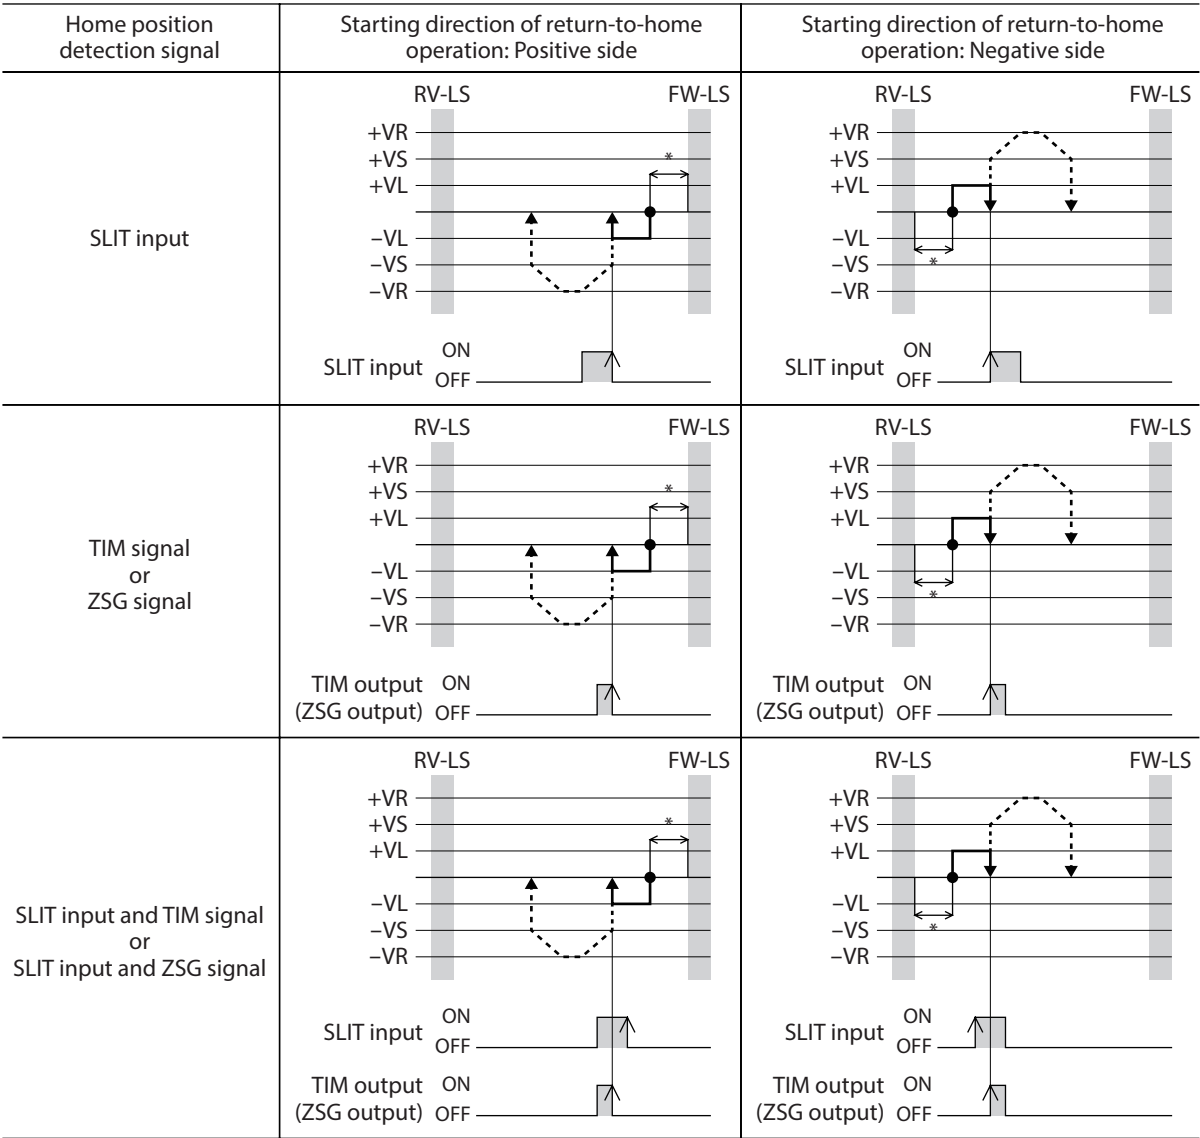 Home position
detection signal
Starting direction of return-to-home
operation: Positive side
Starting direction of return-to-home
operation: Negative side
SLIT input
RV-LS
FW-LS
+VR
+VS
*
+VL
–VL
–VS
–VR
SLIT input
ON
OFF
RV-LS
FW-LS
+VR
+VS
+VL
–VL
–VS
*
–VR
SLIT input
ON
OFF
TIM signal
or
ZSG signal
RV-LS
FW-LS
+VR
+VS
*
+VL
–VL
–VS
–VR
TIM output
(ZSG output)
ON
OFF
RV-LS
FW-LS
+VR
+VS
+VL
–VL
–VS
*
–VR
TIM output
(ZSG output)
ON
OFF
SLIT input and TIM signal
or
SLIT input and ZSG signal
RV-LS
FW-LS
+VR
+VS
*
+VL
–VL
–VS
–VR
SLIT input
ON
OFF
TIM output
(ZSG output)
ON
OFF
RV-LS
FW-LS
+VR
+VS
+VL
–VL
–VS
*
–VR
SLIT input
ON
OFF
TIM output
(ZSG output)
ON
OFF